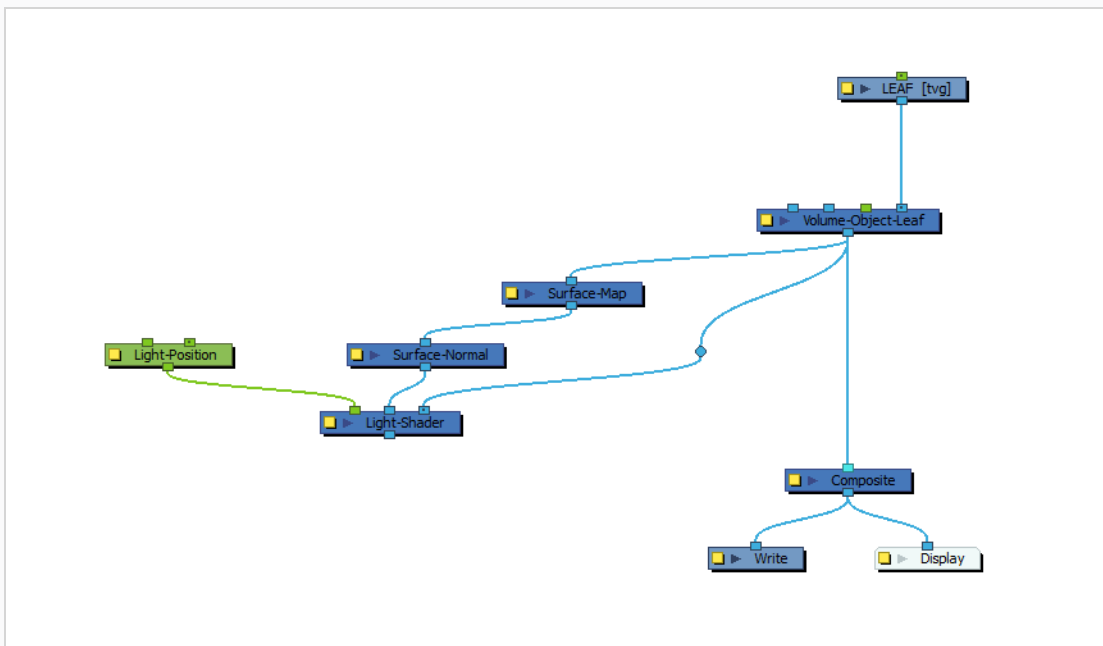 LEAF [tvg]
Volume-Object-Leaf
Surface-Map
Light-Position
Surface-Normal
Light-Shader
Composite
Write
Display